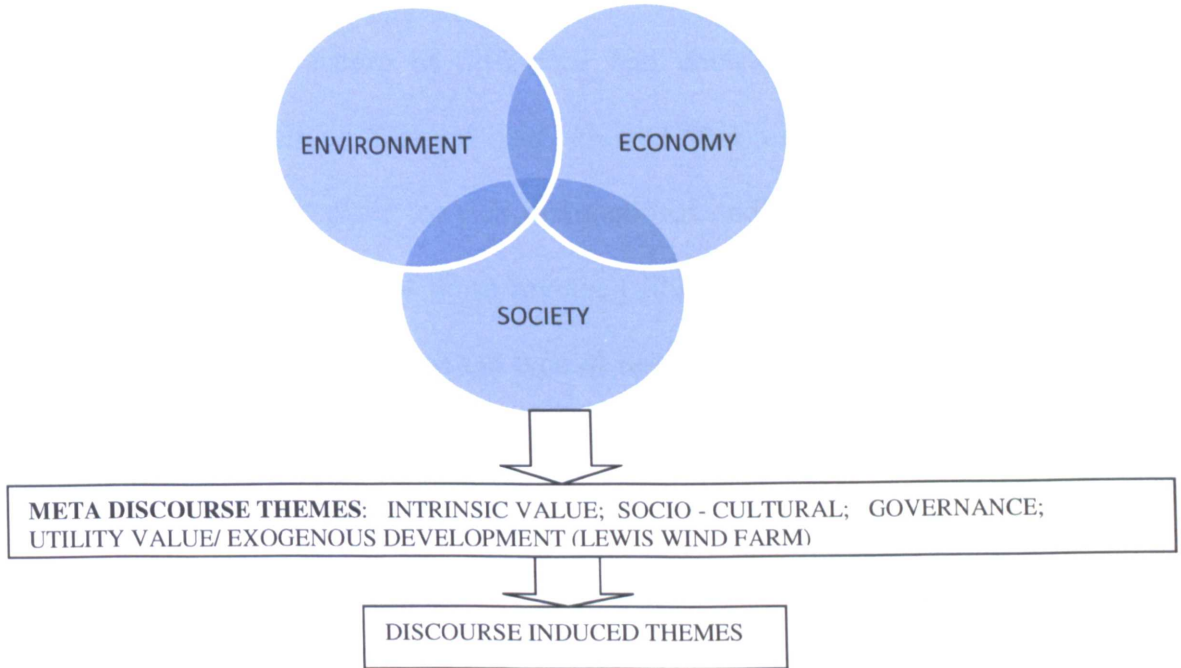 ENVIRONMENT
ECONOMY
SOCIETY
META DISCOURSE THEMES: INTRINSIC VALUE; SOCIO - CULTURAL; GOVERNANCE;
UTILITY VALUE/ EXOGENOUS DEVELOPMENT (LEWIS WIND FARM)
DISCOURSE INDUCED THEMES